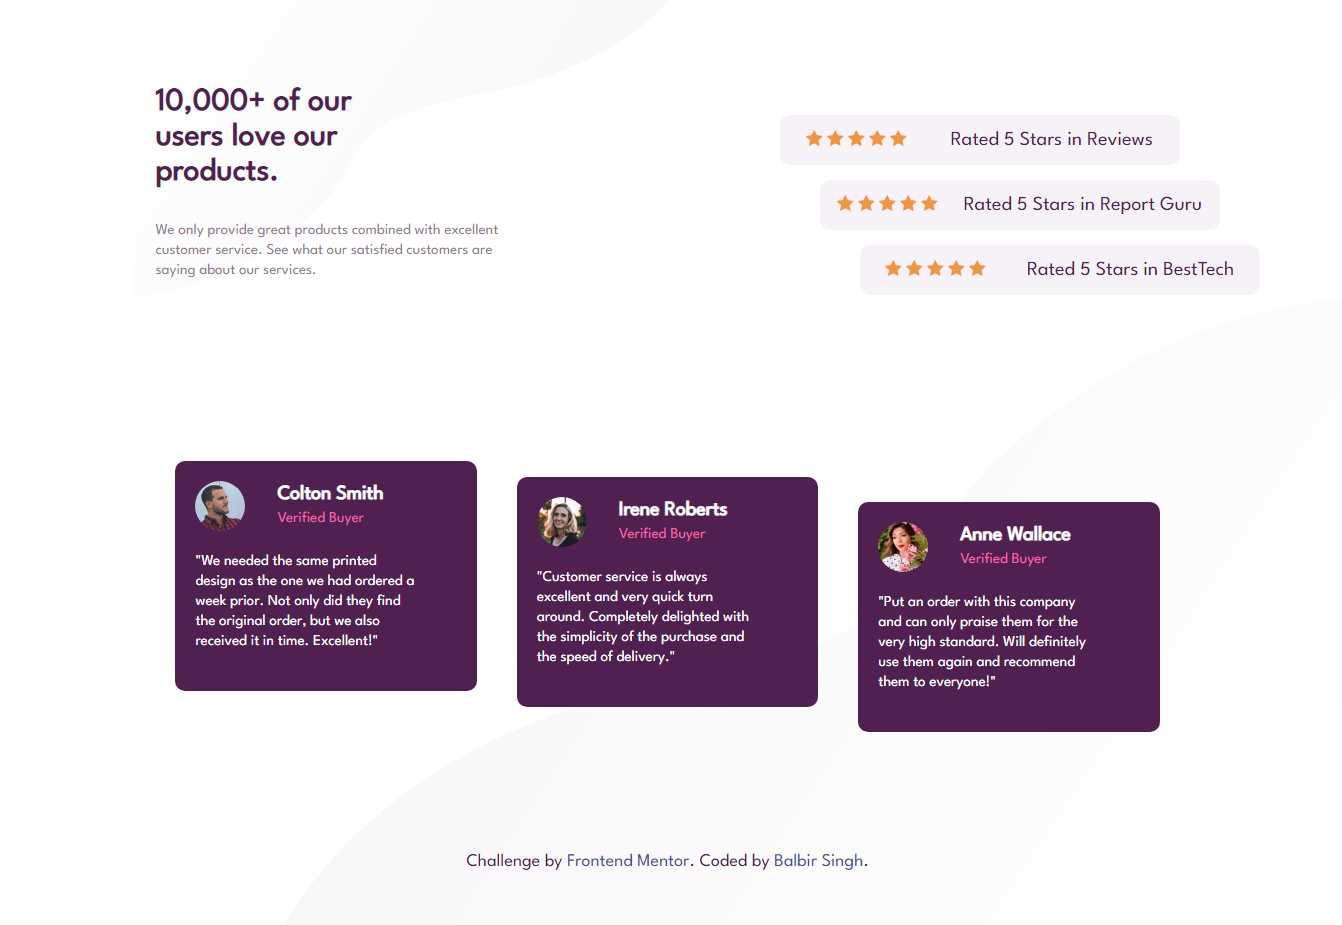 10,000+ of our
users love our
products.
We only provide great products combined with excellent
customer service. See what our satisfied customers are
saying about our services.
Rated 5 Stars in Reviews
Rated 5 Stars in Report Guru
Rated 5 Stars in BestTech
Colton Smith
Verified Buyer
"We needed the same printed
design as the one we had ordered a
week prior. Not only did they find
the original order, but we also
received it in time. Excellent!"
Irene Roberts
Verified Buyer
"Customer service is always
excellent and very quick turn
around. Completely delighted with
the simplicity of the purchase and
the speed of delivery."
Anne Wallace
Verified Buyer
"Put an order with this company
and can only praise them for the
very high standard. Will definitely
use them again and recommend
them to everyone!"
Challenge by Frontend Mentor. Coded by Balbir Singh.